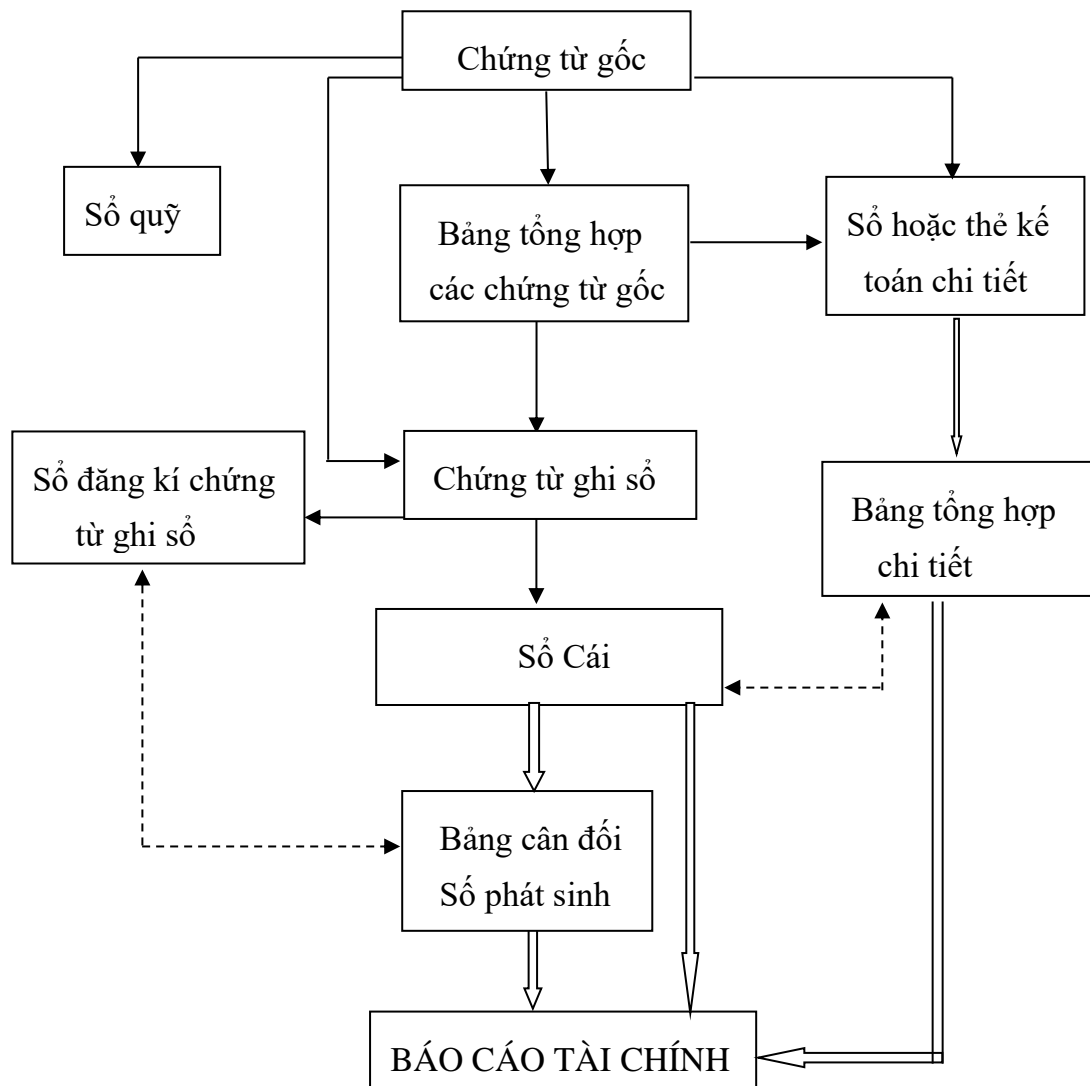 Chứng từ gốc
Sổ quỹ
Bảng tổng hợp
các chứng từ gốc
Sổ hoặc thẻ kế
toán chi tiết
Sổ đăng kí chứng
từ ghi sổ
Chứng từ ghi sổ
Bảng tổng hợp
chi tiết
Sổ Cái
Bảng cân đối
Số phát sinh
BÁO CÁO TÀI CHÍNH